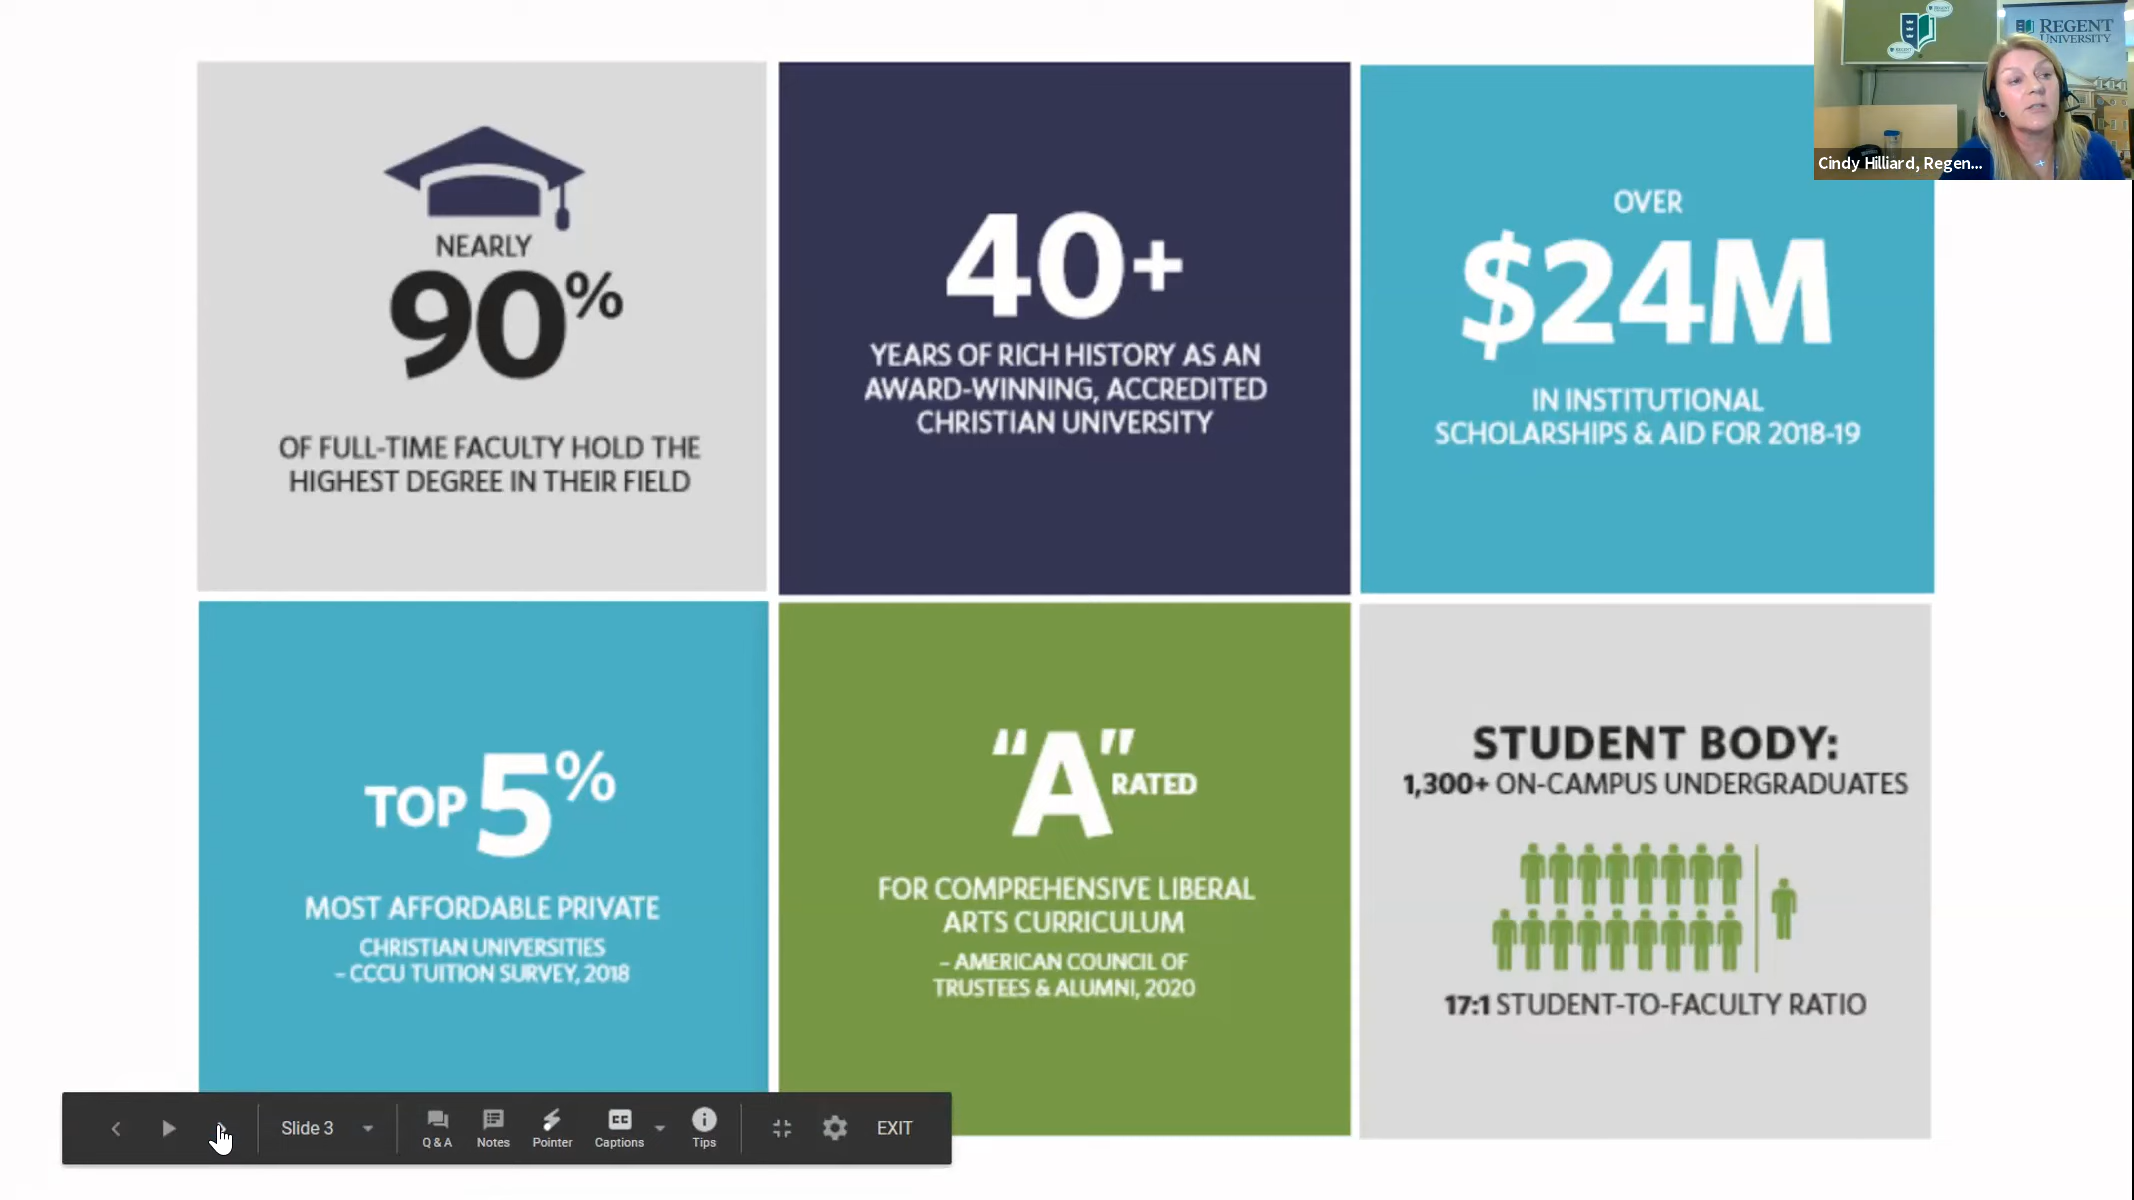 NEARLY
90%
OF FULL-TIME FACULTY HOLD THE
HIGHEST DEGREE IN THEIR FIELD
40+
YEARS OF RICH HISTORY AS AN
AWARD-WINNING, ACCREDITED
CHRISTIAN UNIVERSITY
OVER
$24M
IN INSTITUTIONAL
SCHOLARSHIPS & AID FOR 2018-19
REGENT
UNIVERSITY
Cindy Hilliard, Regen...
TOP 5%
MOST AFFORDABLE PRIVATE
CHRISTIAN UNIVERSITIES
– CCCU TUITION SURVEY, 2018
“A” RATED
FOR COMPREHENSIVE LIBERAL
ARTS CURRICULUM
– AMERICAN COUNCIL OF
TRUSTEES & ALUMNI, 2020
STUDENT BODY:
1,300+ ON-CAMPUS UNDERGRADUATES
17:1 STUDENT-TO-FACULTY RATIO
Slide 3
Q & A
Notes
Pointer
CC
Captions
Tips
EXIT